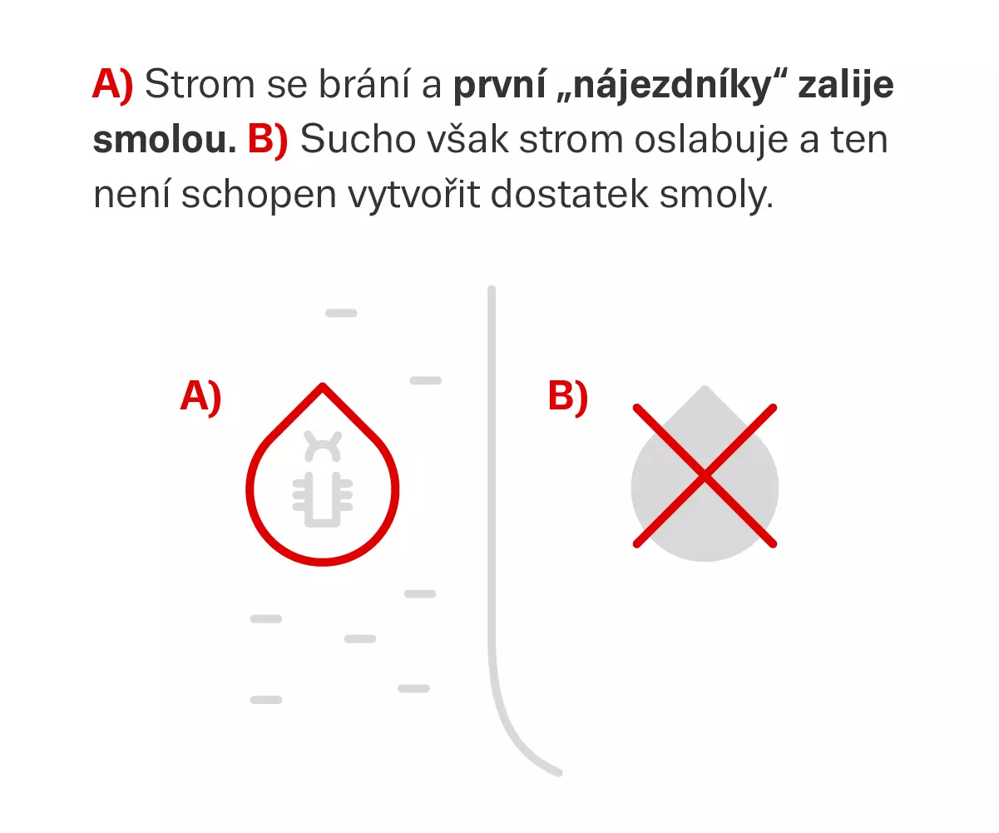 A) Strom se brání a první „nájezdníky“ zalije
smolou. B) Sucho však strom oslabuje a ten
není schopen vytvořit dostatek smoly.
A)
B)